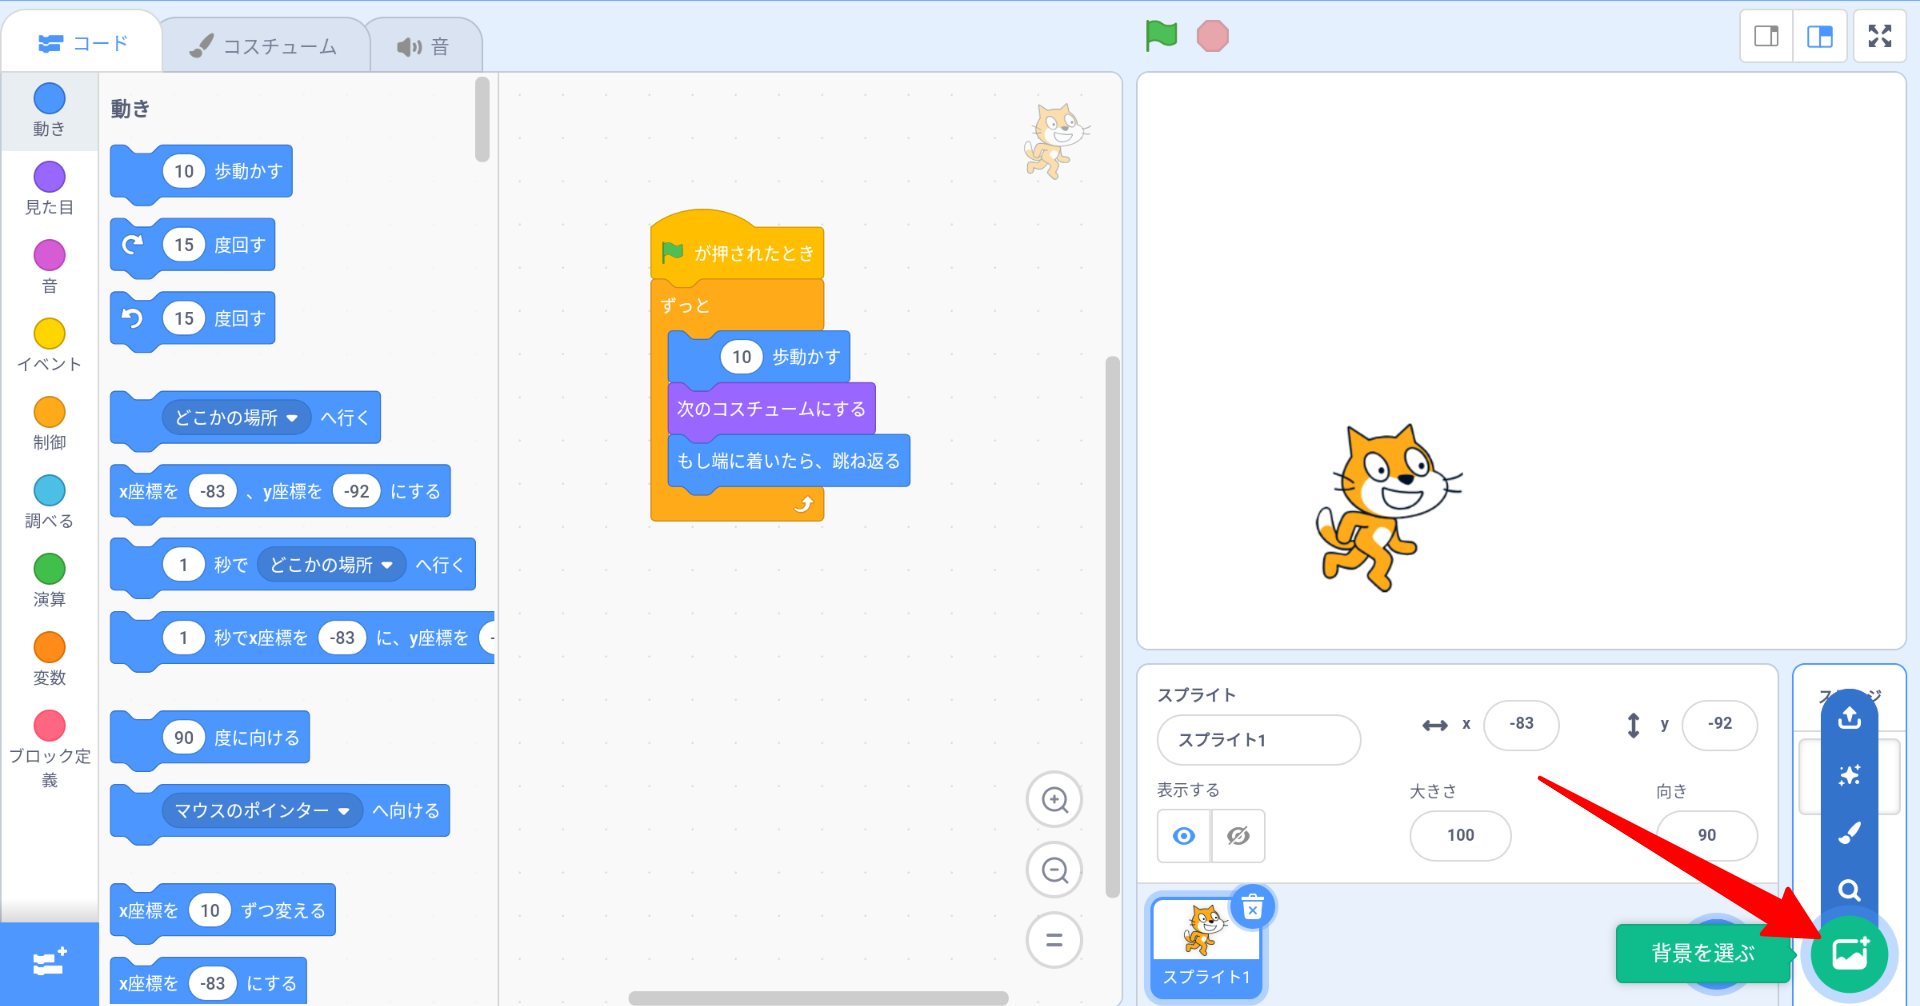 コード
コスチューム
音
動き
見た目
音
イベント
制御
調べる
演算
変数
ブロック定
義
動き
10 歩動かす
15 度回す
15 度回す
どこかの場所 へ行く
x座標を -83 、y座標を -92 にする
1 秒で どこかの場所 へ行く
1 秒でx座標を -83 に、y座標を -
90 度に向ける
マウスのポインター へ向ける
x座標を 10 ずつ変える
x座標を -83 にする
が押されたとき
ずっと
10 歩動かす
次のコスチュームにする
もし端に着いたら、跳ね返る
スプライト
スプライト1
x -83
y -92
表示する
大きさ
100
向き
90
スプライト1
背景を選ぶ